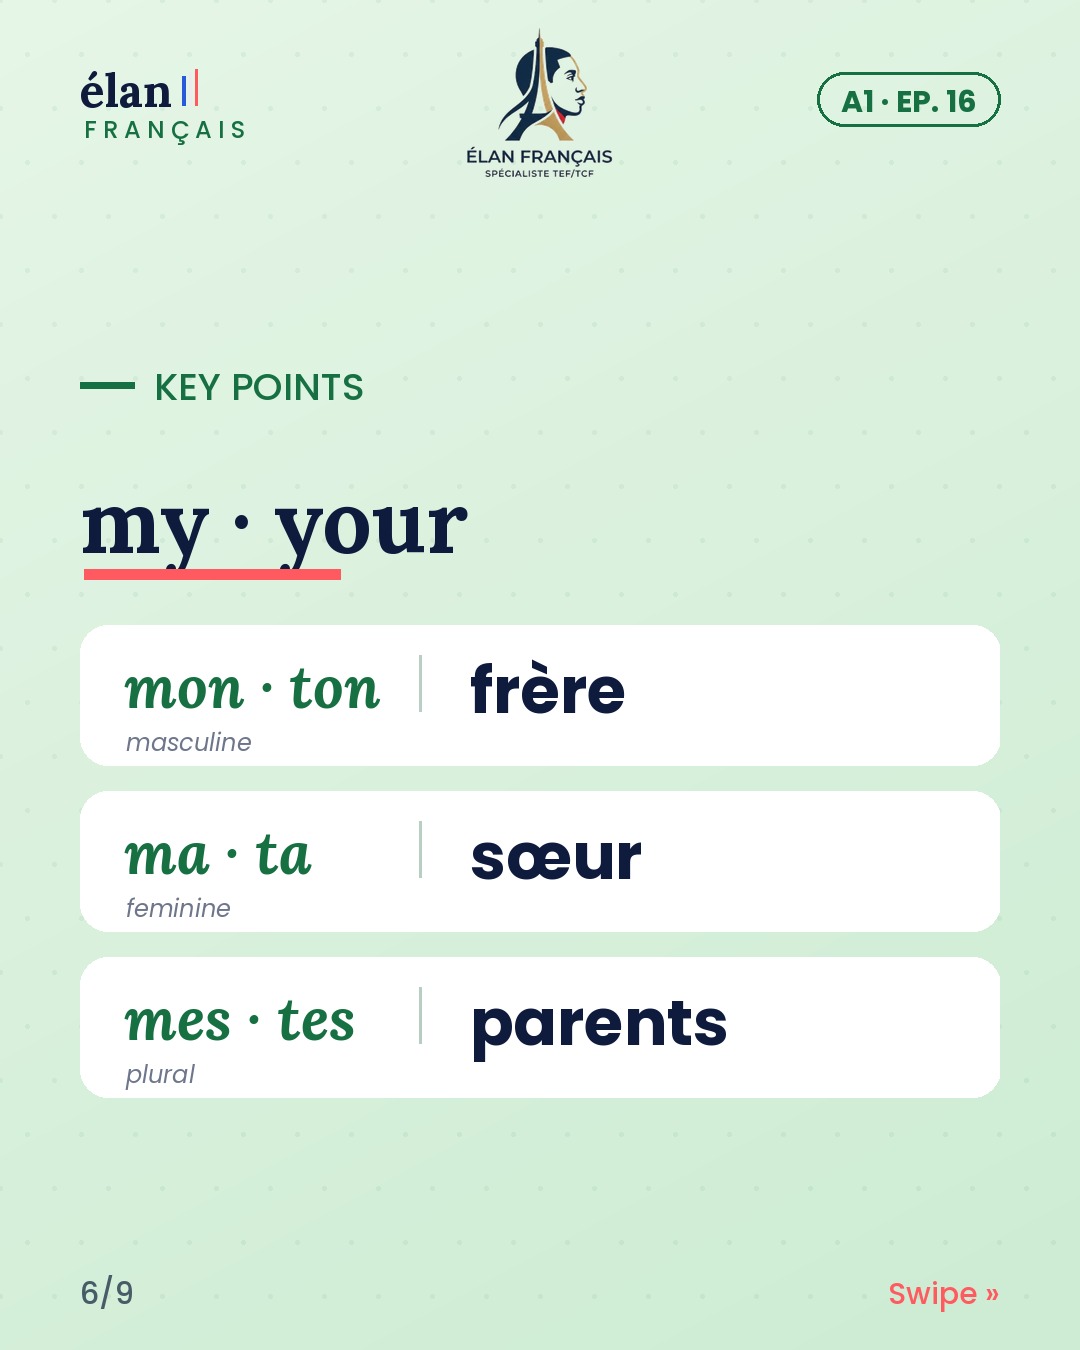 élan
FRANÇAIS
ÉLAN FRANÇAIS
SPÉCIALISTE TEF/TCF
A1 · EP. 16
KEY POINTS
my · your
mon · ton
masculine
frère
ma · ta
feminine
sœur
mes · tes
plural
parents
6/9
Swipe »